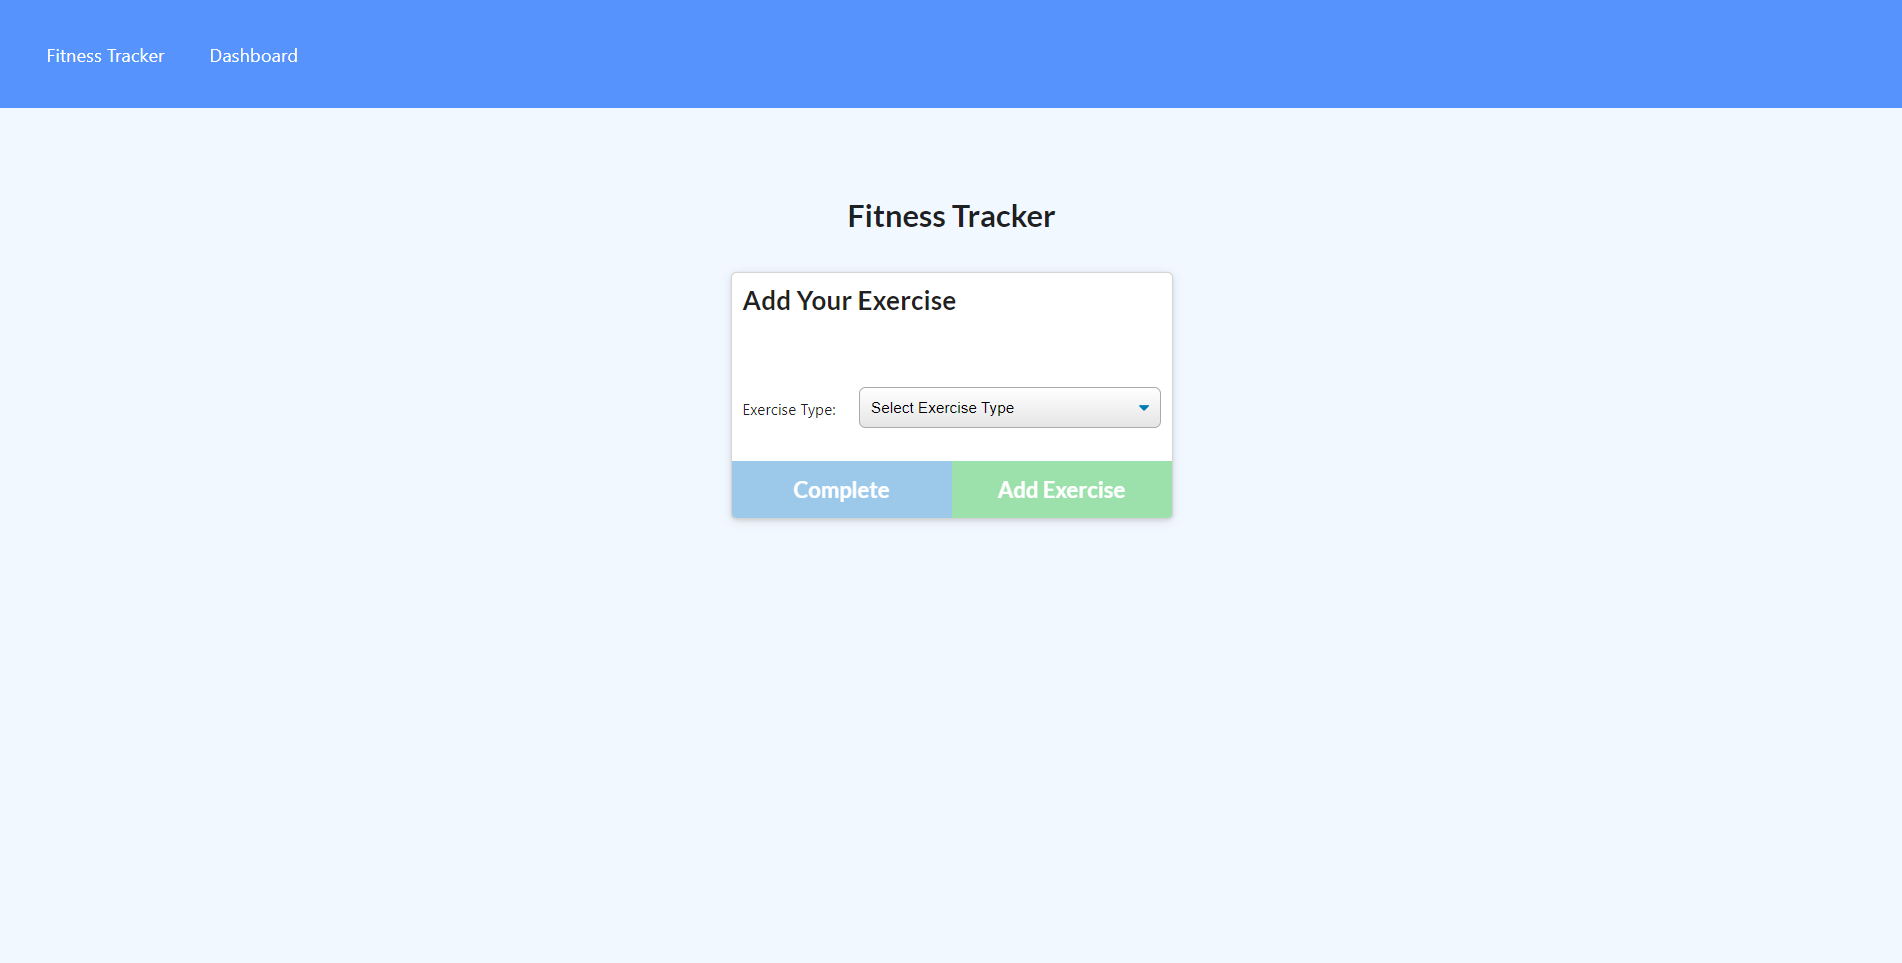 Fitness Tracker Dashboard
Fitness Tracker
Add Your Exercise
Exercise Type: Select Exercise Type
Complete Add Exercise